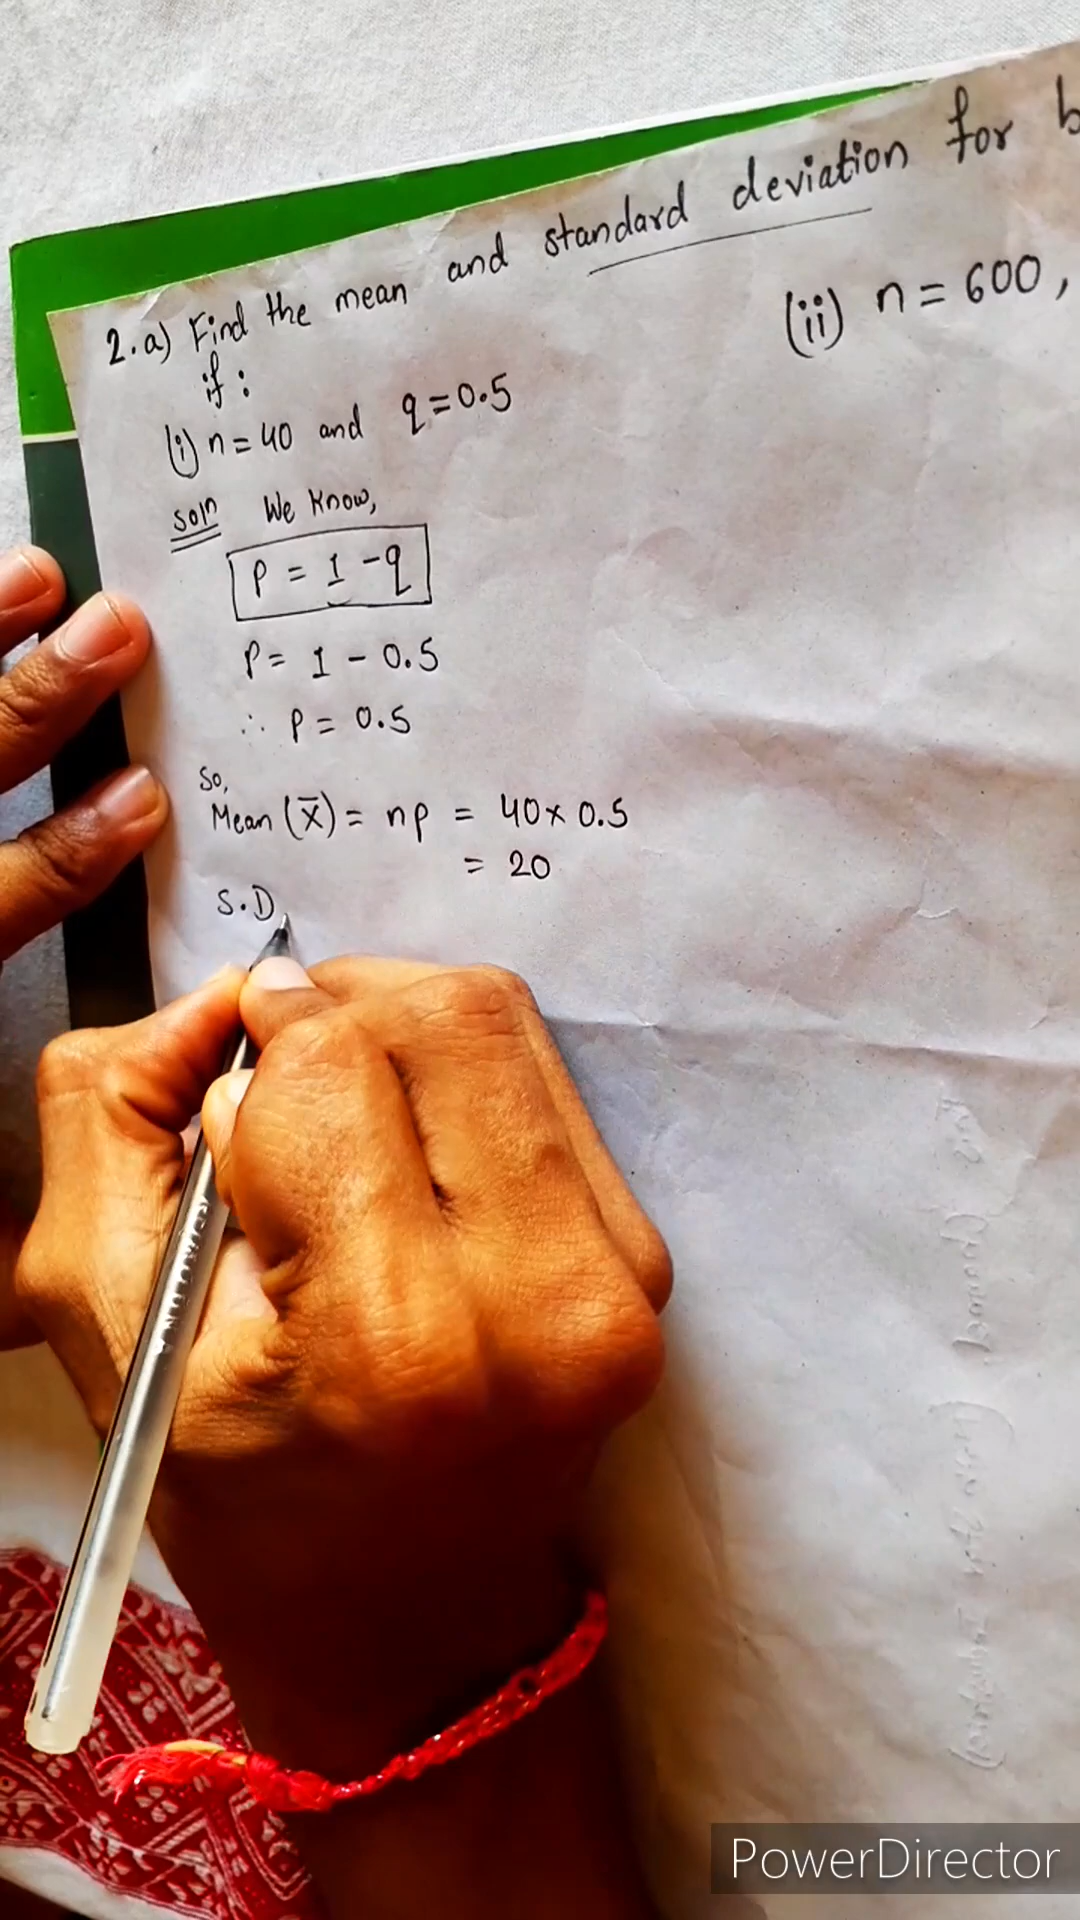 2.a) Find the mean and standard deviation for b
if :
(i) n = 40 and q = 0.5
(ii) n = 600,
Soln We Know,
P = 1 - q
P = 1 - 0.5
∴ P = 0.5
So,
Mean (x̄) = np = 40 × 0.5
= 20
S.D.
PowerDirector